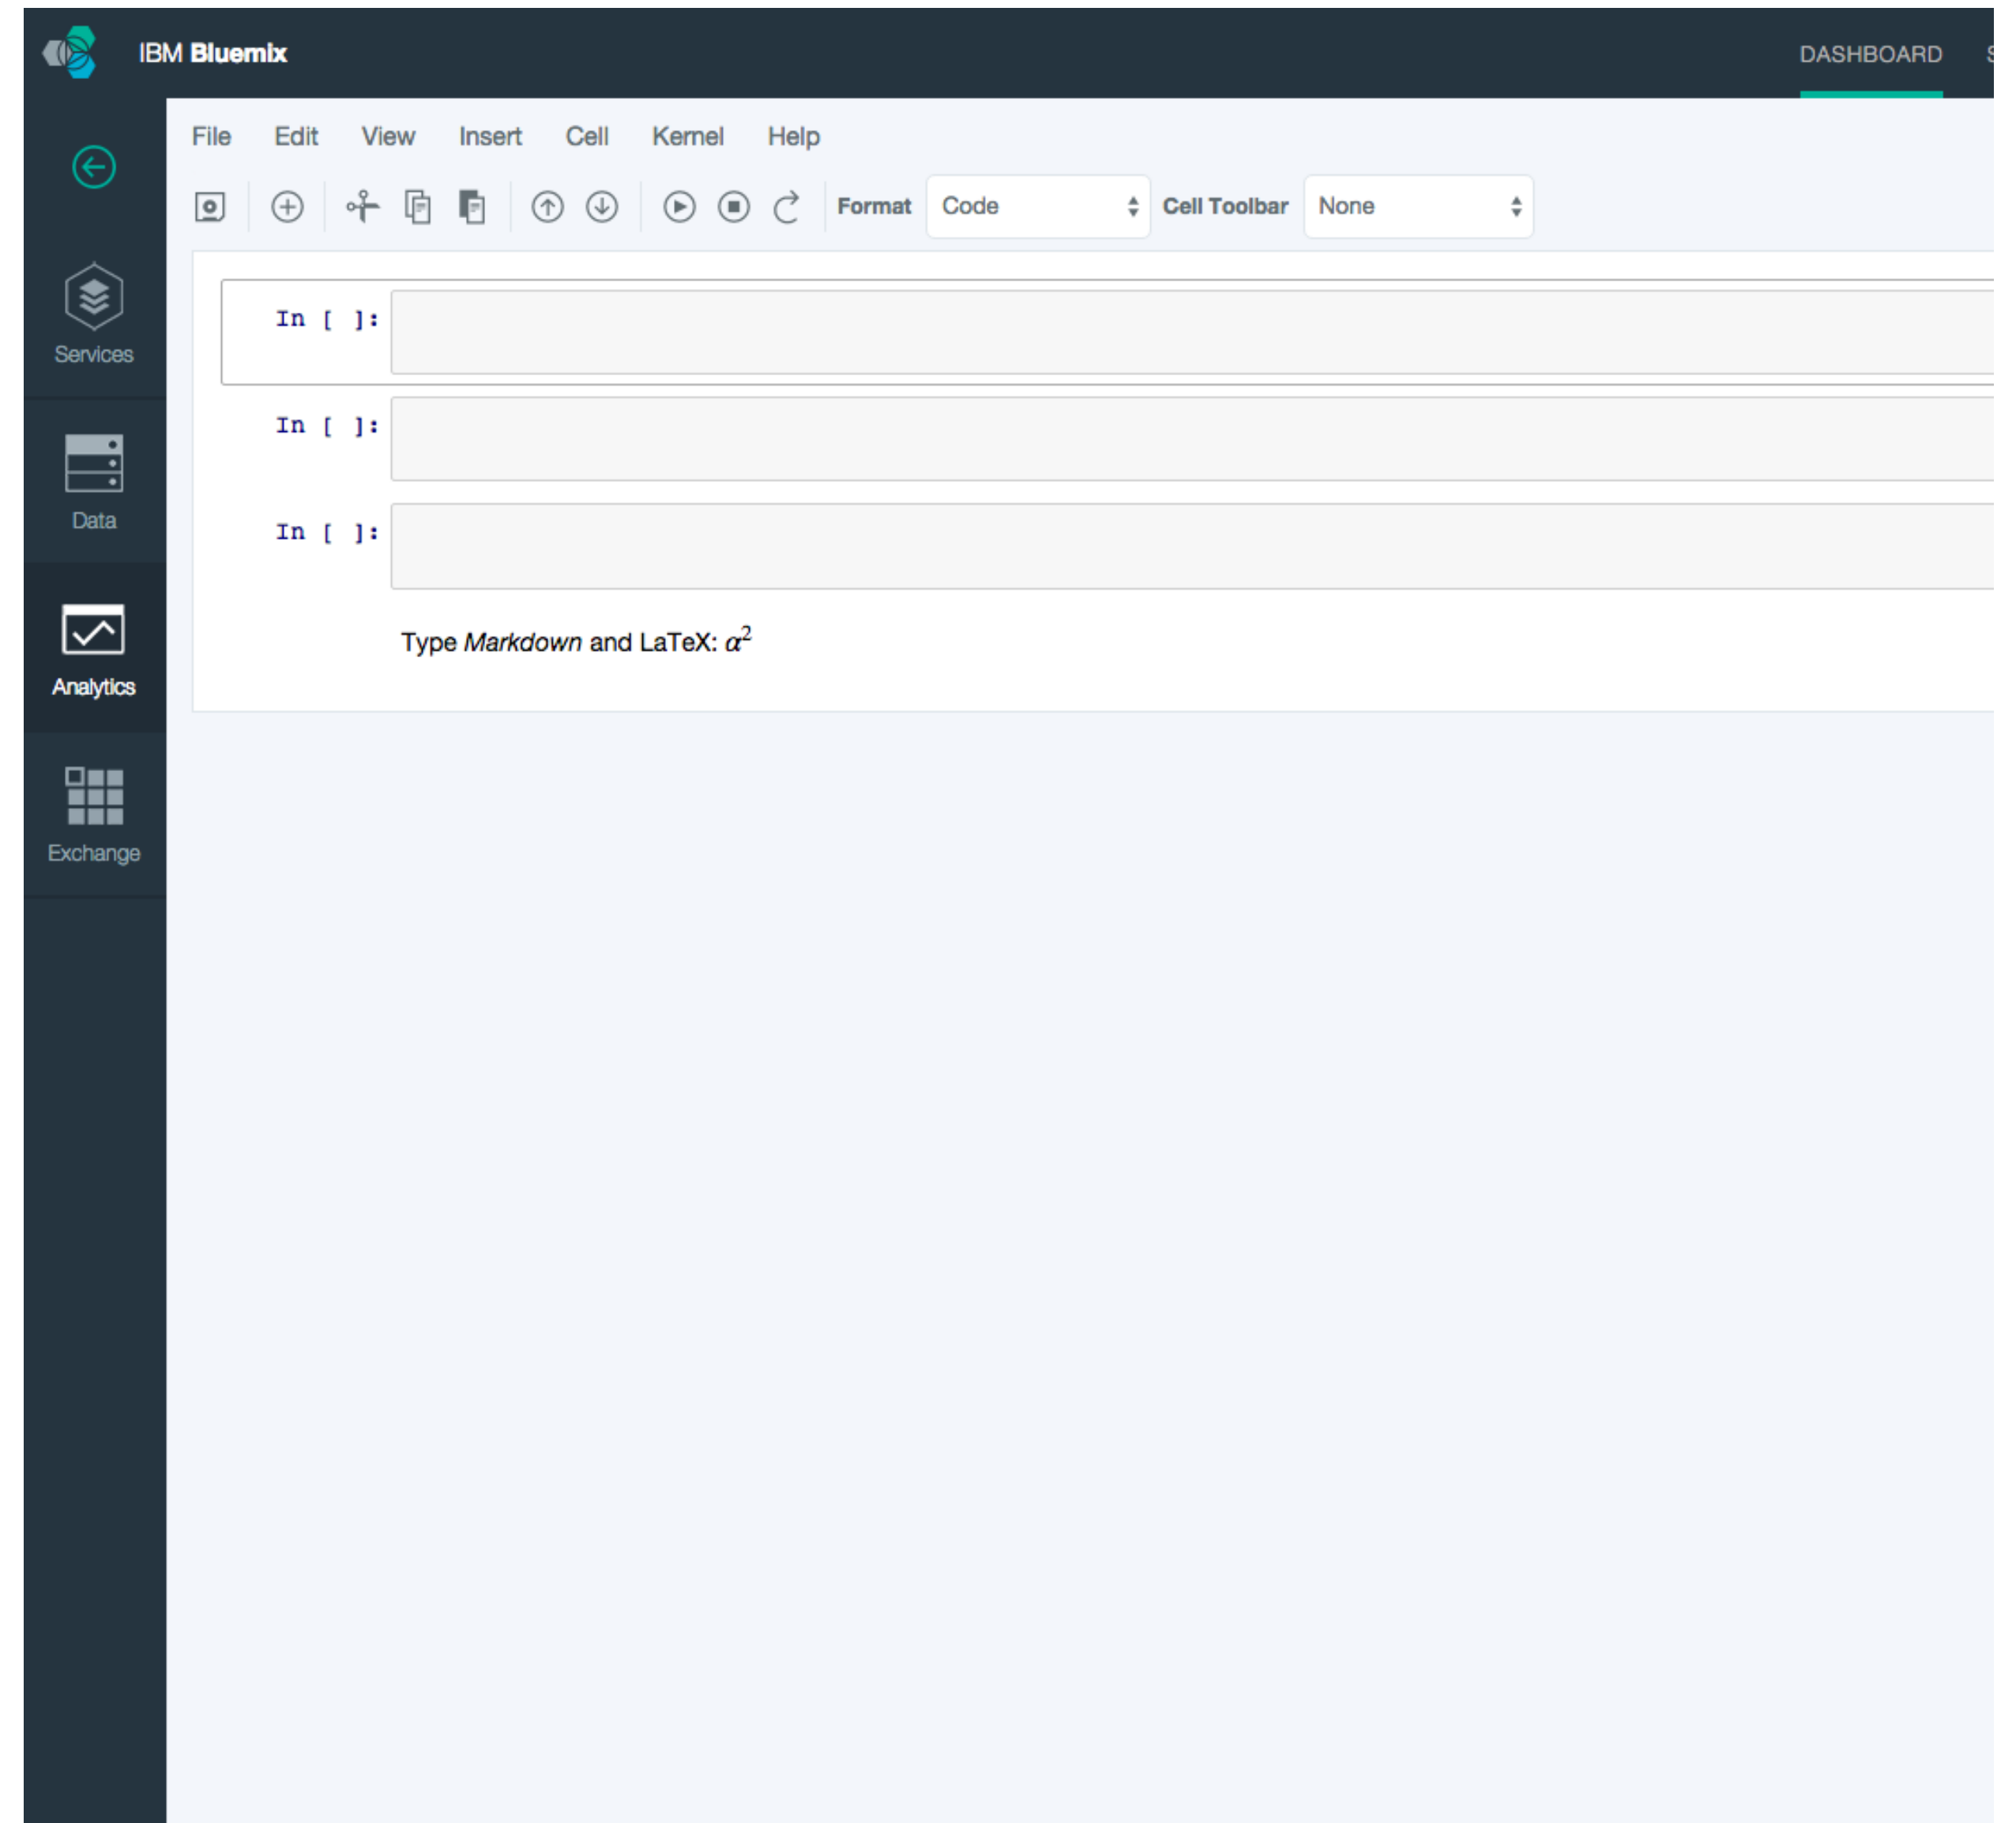 IBM Bluemix
DASHBOARD S
File Edit View Insert Cell Kernel Help
Format Code Cell Toolbar None
In [ ]:
In [ ]:
In [ ]:
Type Markdown and LaTeX: α²
Services
Data
Analytics
Exchange